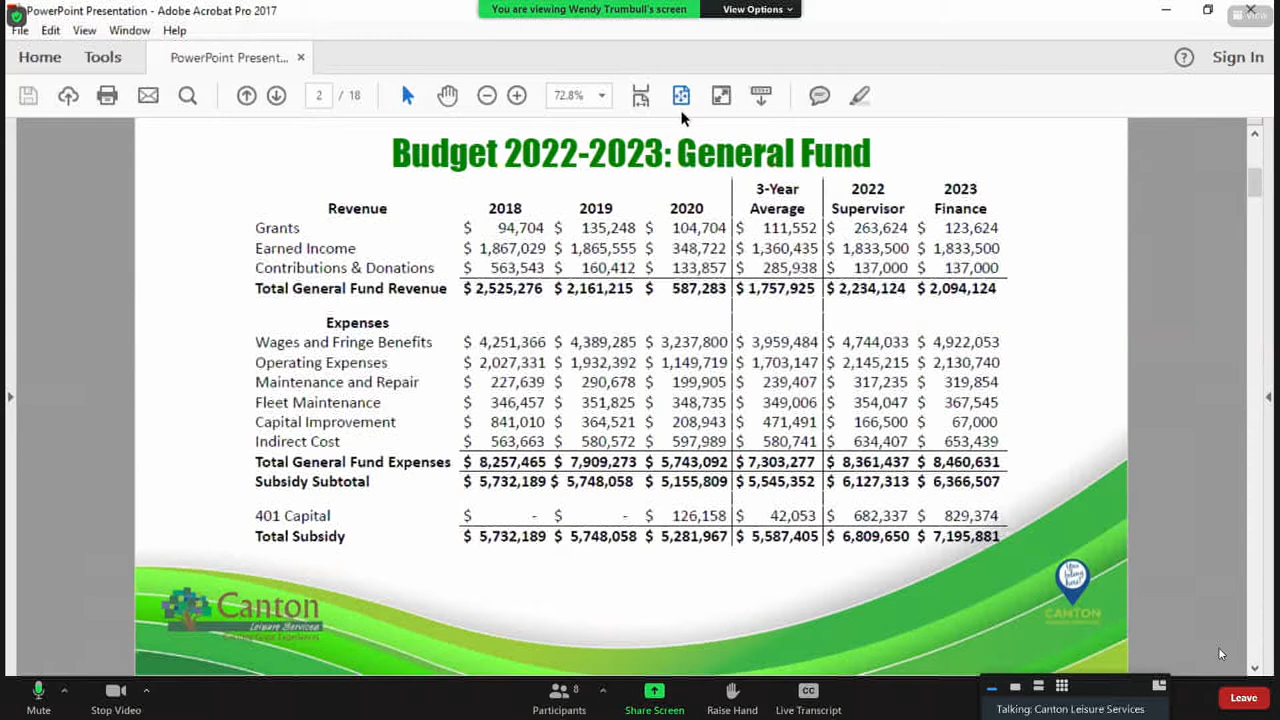 PowerPoint Presentation - Adobe Acrobat Pro 2017
You are viewing Wendy Trumbull's screen
View Options
View
File Edit View Window Help
Home Tools PowerPoint Present... × Sign In
2 / 18 72.8%
Budget 2022-2023: General Fund
3-Year 2022 2023
Revenue 2018 2019 2020 Average Supervisor Finance
Grants $ 94,704 $ 135,248 $ 104,704 $ 111,552 $ 263,624 $ 123,624
Earned Income $ 1,867,029 $ 1,865,555 $ 348,722 $ 1,360,435 $ 1,833,500 $ 1,833,500
Contributions & Donations $ 563,543 $ 160,412 $ 133,857 $ 285,938 $ 137,000 $ 137,000
Total General Fund Revenue $ 2,525,276 $ 2,161,215 $ 587,283 $ 1,757,925 $ 2,234,124 $ 2,094,124
Expenses
Wages and Fringe Benefits $ 4,251,366 $ 4,389,285 $ 3,237,800 $ 3,959,484 $ 4,744,033 $ 4,922,053
Operating Expenses $ 2,027,331 $ 1,932,392 $ 1,149,719 $ 1,703,147 $ 2,145,215 $ 2,130,740
Maintenance and Repair $ 227,639 $ 290,678 $ 199,905 $ 239,407 $ 317,235 $ 319,854
Fleet Maintenance $ 346,457 $ 351,825 $ 348,735 $ 349,006 $ 354,047 $ 367,545
Capital Improvement $ 841,010 $ 364,521 $ 208,943 $ 471,491 $ 166,500 $ 67,000
Indirect Cost $ 563,663 $ 580,572 $ 597,989 $ 580,741 $ 634,407 $ 653,439
Total General Fund Expenses $ 8,257,465 $ 7,909,273 $ 5,743,092 $ 7,303,277 $ 8,361,437 $ 8,460,631
Subsidy Subtotal $ 5,732,189 $ 5,748,058 $ 5,155,809 $ 5,545,352 $ 6,127,313 $ 6,366,507
401 Capital $ - $ - $ 126,158 $ 42,053 $ 682,337 $ 829,374
Total Subsidy $ 5,732,189 $ 5,748,058 $ 5,281,967 $ 5,587,405 $ 6,809,650 $ 7,195,881
Canton
Leisure Services
You
belong
here!
CANTON
Mute Stop Video Participants 8 Share Screen Raise Hand CC Live Transcript
Talking: Canton Leisure Services
Leave